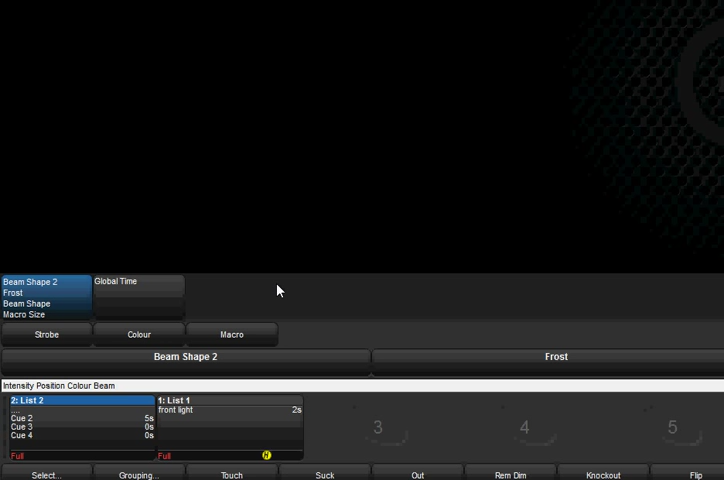 Beam Shape 2
Frost
Beam Shape
Macro Size
Global Time
Strobe
Colour
Macro
Beam Shape 2
Frost
Intensity Position Colour Beam
2: List 2
....
Cue 2 5s
Cue 3 0s
Cue 4 0s
Full
1: List 1
front light 2s
Full
H
3
4
5
Select...
Grouping...
Touch
Suck
Out
Rem Dim
Knockout
Flip